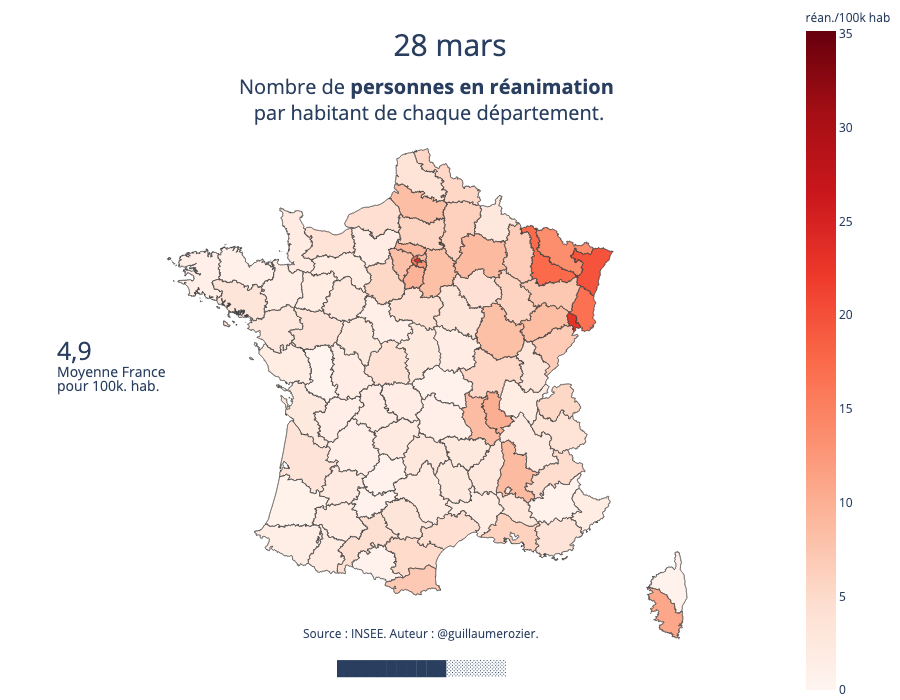 réan./100k hab
28 mars
Nombre de personnes en réanimation
par habitant de chaque département.
35
30
25
20
15
10
5
0
4,9
Moyenne France
pour 100k. hab.
Source : INSEE. Auteur : @guillaumerozier.